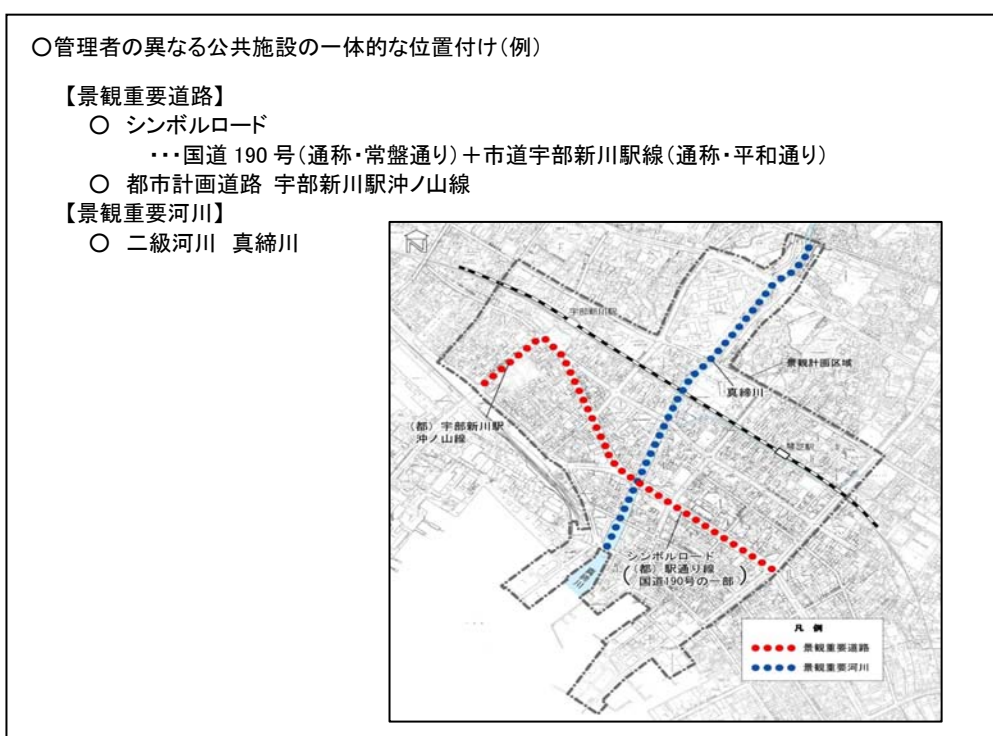 ○管理者の異なる公共施設の一体的な位置付け(例)
【景観重要道路】
○ シンボルロード
・・・国道 190 号(通称・常盤通り)+市道宇部新川駅線(通称・平和通り)
○ 都市計画道路 宇部新川駅沖ノ山線
【景観重要河川】
○ 二級河川 真締川
N
宇部新川駅
景観計画区域
真締川
(都)宇部新川駅
沖ノ山線
琴芝駅
シンボルロード
(都)駅通り線
国道190号の一部
真締川
凡 例
景観重要道路
景観重要河川